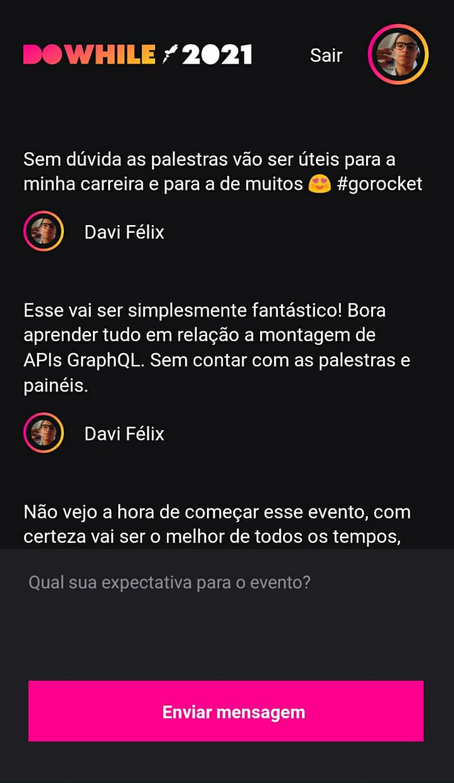 DOWHILE 2021
Sair
Sem dúvida as palestras vão ser úteis para a
minha carreira e para a de muitos 😍 #gorocket
Davi Félix
Esse vai ser simplesmente fantástico! Bora
aprender tudo em relação a montagem de
APIs GraphQL. Sem contar com as palestras e
painéis.
Davi Félix
Não vejo a hora de começar esse evento, com
certeza vai ser o melhor de todos os tempos,
Qual sua expectativa para o evento?
Enviar mensagem